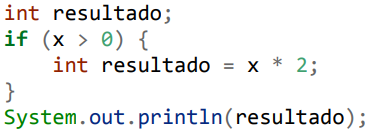 int resultado;
if (x > 0) {
    int resultado = x * 2;
}
System.out.println(resultado);